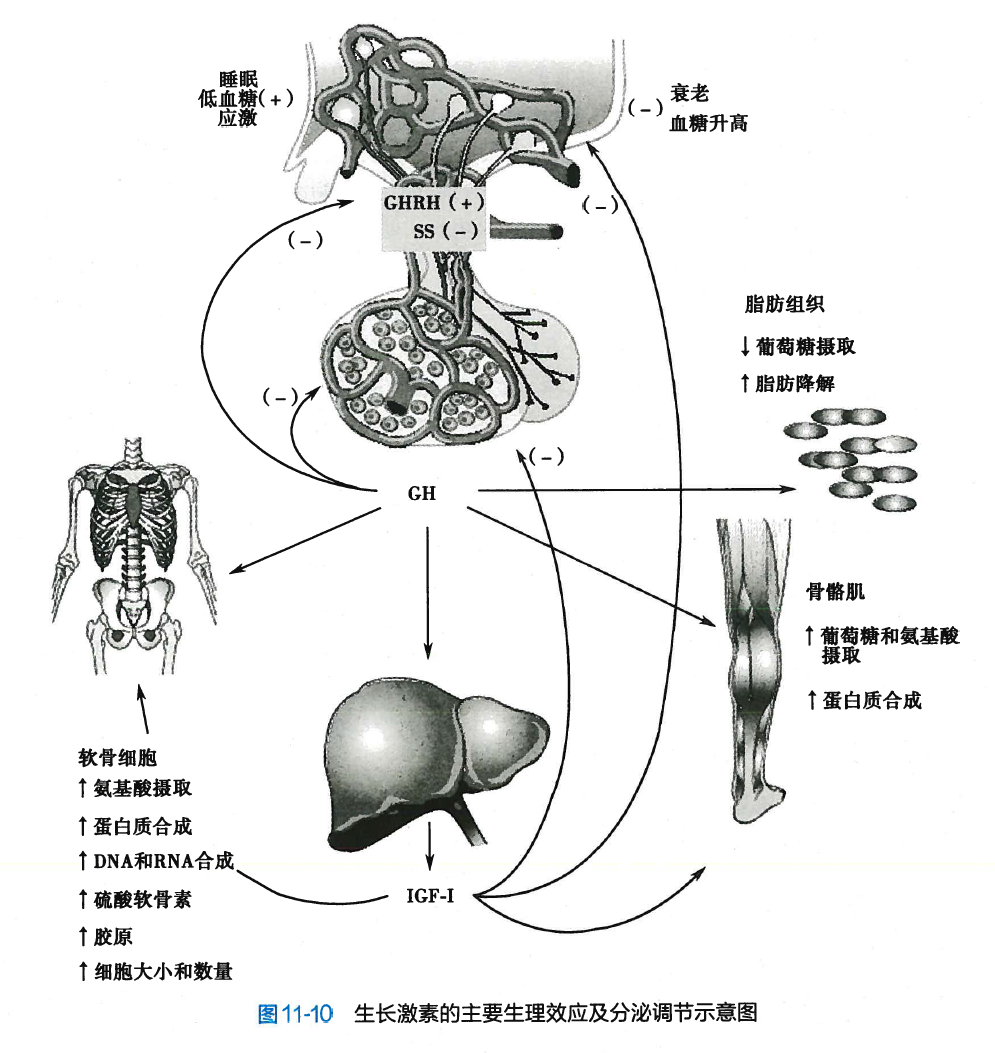 睡眠
低血糖(+)
应激
(-) 衰老
血糖升高
GHRH (+)
SS (-)
(-)
(-)
(-)
(-)
脂肪组织
↓葡萄糖摄取
↑脂肪降解
GH
骨骼肌
↑葡萄糖和氨基酸
摄取
↑蛋白质合成
软骨细胞
↑氨基酸摄取
↑蛋白质合成
↑DNA和RNA合成
↑硫酸软骨素
↑胶原
↑细胞大小和数量
IGF-I
图11-10 生长激素的主要生理效应及分泌调节示意图